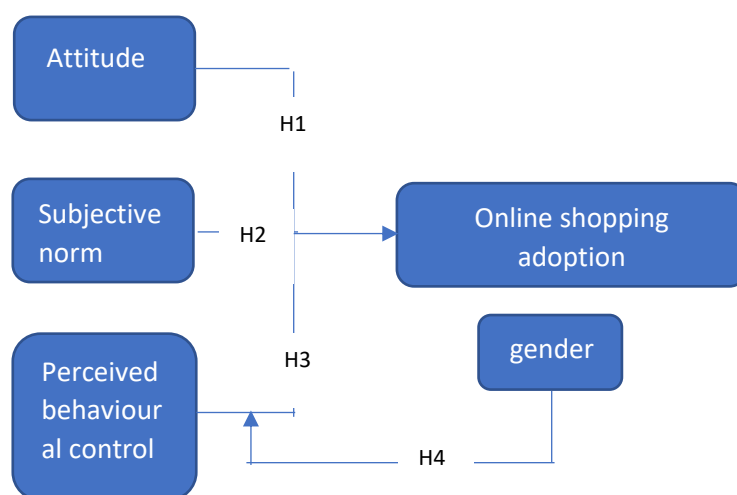 Attitude
H1
Subjective
norm
H2
Online shopping
adoption
H3
gender
Perceived
behaviour
al control
H4